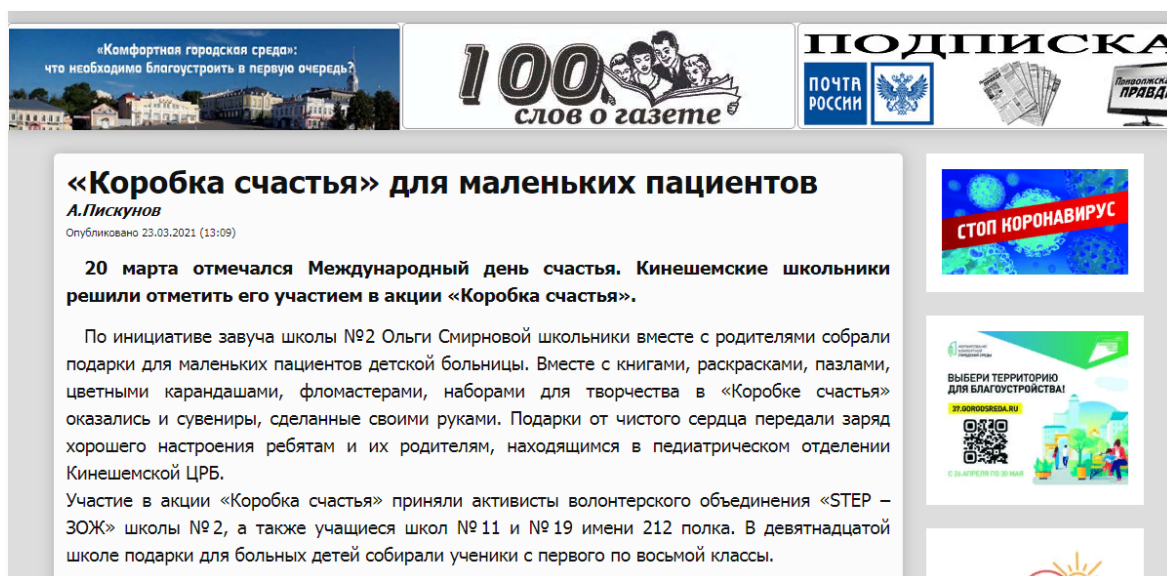 «Комфортная городская среда»:
что необходимо благоустроить в первую очередь?
100
слов о газете
ПОДПИСКА
ПОЧТА
РОССИИ
ПРАВДА
«Коробка счастья» для маленьких пациентов
А.Пискунов
Опубликовано 23.03.2021 (13:09)
20 марта отмечался Международный день счастья. Кинешемские школьники
решили отметить его участием в акции «Коробка счастья».
По инициативе завуча школы №2 Ольги Смирновой школьники вместе с родителями собрали
подарки для маленьких пациентов детской больницы. Вместе с книгами, раскрасками, пазлами,
цветными карандашами, фломастерами, наборами для творчества в «Коробке счастья»
оказались и сувениры, сделанные своими руками. Подарки от чистого сердца передали заряд
хорошего настроения ребятам и их родителям, находящимся в педиатрическом отделении
Кинешемской ЦРБ.
Участие в акции «Коробка счастья» приняли активисты волонтерского объединения «STEP –
ЗОЖ» школы №2, а также учащиеся школ №11 и №19 имени 212 полка. В девятнадцатой
школе подарки для больных детей собирали ученики с первого по восьмой классы.
СТОП КОРОНАВИРУС
ВЫБЕРИ ТЕРРИТОРИЮ
ДЛЯ БЛАГОУСТРОЙСТВА!
37.GORODSREDA.RU
С 26 АПРЕЛЯ ПО 30 МАЯ